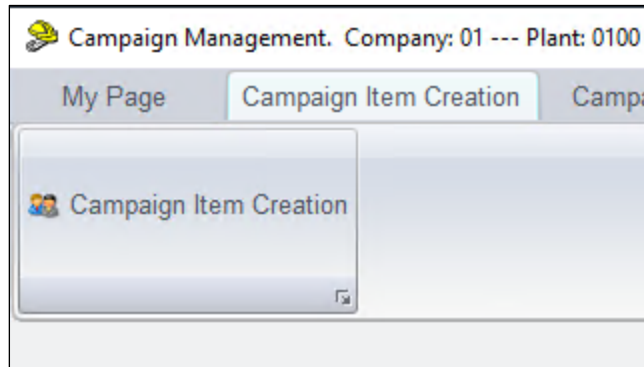 Campaign Management. Company: 01 --- Plant: 0100
My Page Campaign Item Creation
Campaign Item Creation